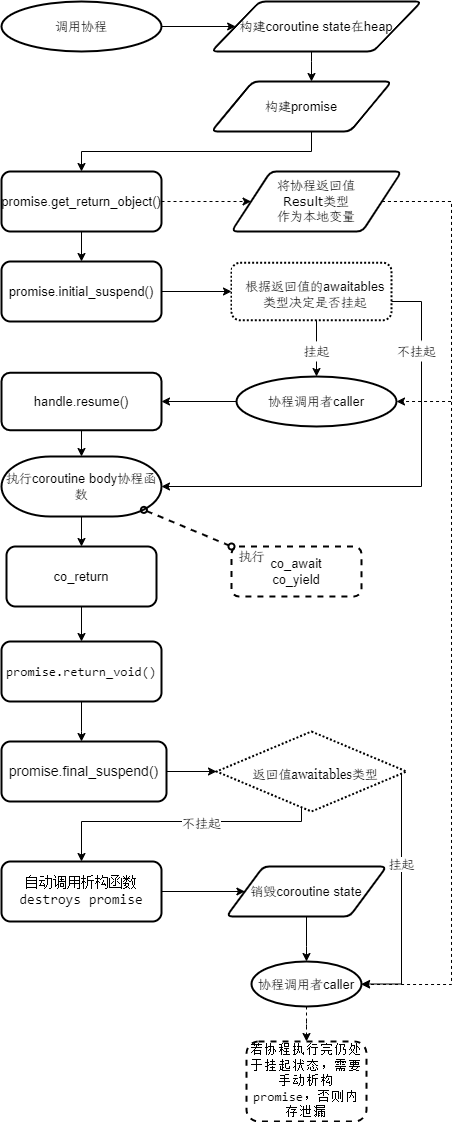 调用协程
构建coroutine state在heap
构建promise
promise.get_return_object()
将协程返回值
Result类型
作为本地变量
promise.initial_suspend()
根据返回值的awaitables
类型决定是否挂起
挂起
不挂起
handle.resume()
协程调用者caller
执行coroutine body协程函
数
执行
co_await
co_yield
co_return
promise.return_void()
promise.final_suspend()
返回值awaitables类型
不挂起
挂起
自动调用析构函数
destroys promise
销毁coroutine state
协程调用者caller
若协程执行完仍处
于挂起状态，需要
手动析构
promise，否则内
存泄漏